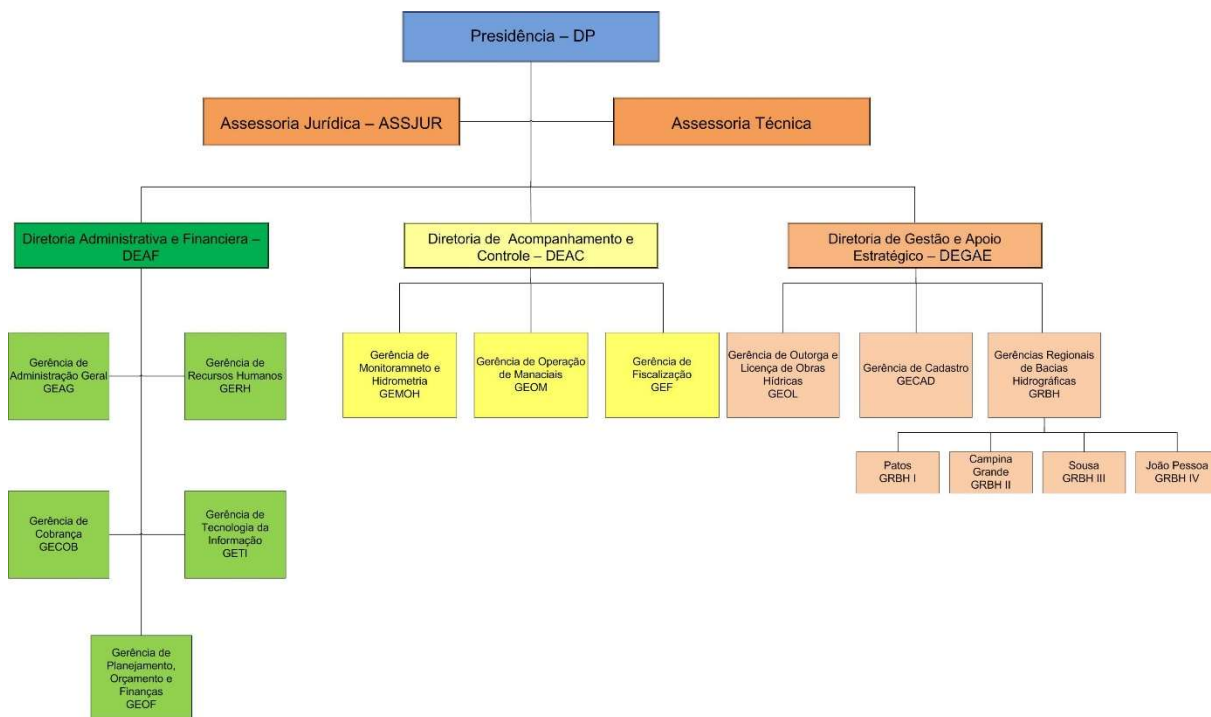 Presidência – DP
Assessoria Jurídica – ASSJUR
Assessoria Técnica
Diretoria Administrativa e Financiera –
DEAF
Diretoria de Acompanhamento e
Controle – DEAC
Diretoria de Gestão e Apoio
Estratégico – DEGAE
Gerência de
Administração Geral
GEAG
Gerência de
Recursos Humanos
GERH
Gerência de
Monitoramneto e
Hidrometria
GEMOH
Gerência de Operação
de Manaciais
GEOM
Gerência de
Fiscalização
GEF
Gerência de Outorga e
Licença de Obras
Hídricas
GEOL
Gerência de Cadastro
GECAD
Gerências Regionais
de Bacias
Hidrográficas
GRBH
Patos
GRBH I
Campina
Grande
GRBH II
Sousa
GRBH III
João Pessoa
GRBH IV
Gerência de
Cobrança
GECOB
Gerência de
Tecnologia da
Informação
GETI
Gerência de
Planejamento,
Orçamento e
Finanças
GEOF